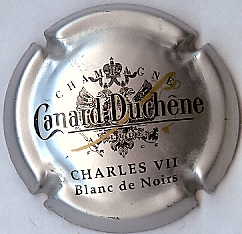 CHAMPAGNE
Canard-Duchêne
CHARLES VII
Blanc de Noirs